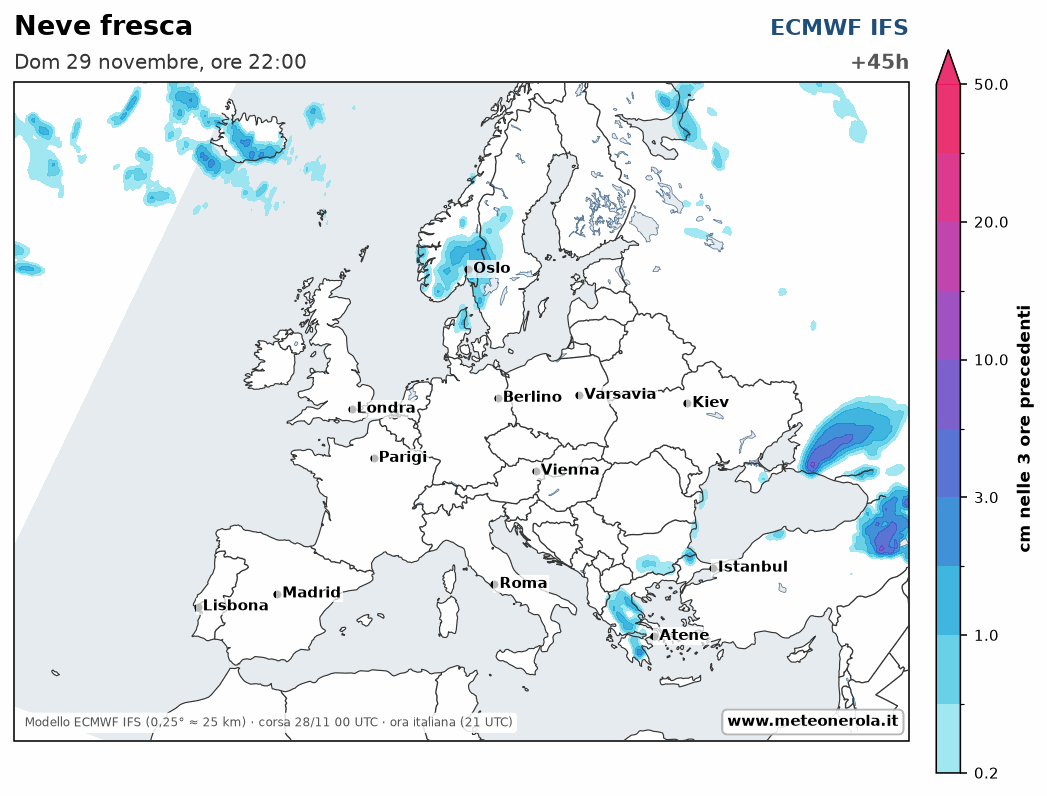 Neve fresca
ECMWF IFS
Dom 29 novembre, ore 22:00
+45h
50.0
20.0
10.0
3.0
1.0
0.2
cm nelle 3 ore precedenti
Oslo
Berlino
Varsavia
Kiev
Londra
Parigi
Vienna
Istanbul
Roma
Madrid
Lisbona
Atene
Modello ECMWF IFS (0,25° ≈ 25 km) · corsa 28/11 00 UTC · ora italiana (21 UTC)
www.meteonerola.it